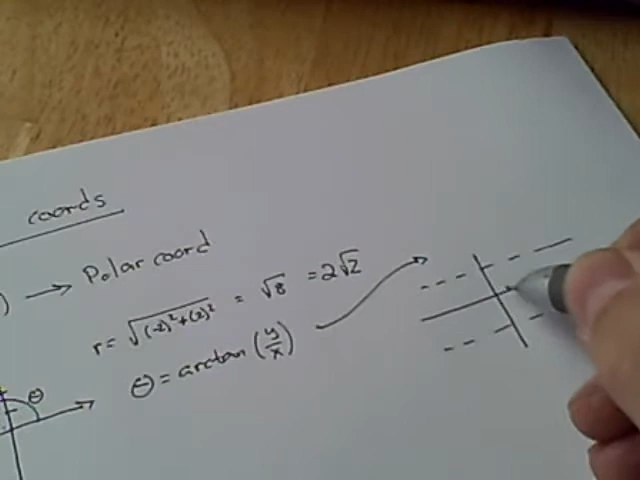 coords
) → Polar coord
r = √(-2)²+(2)² = √8 = 2√2
θ = arctan (y/x)
θ